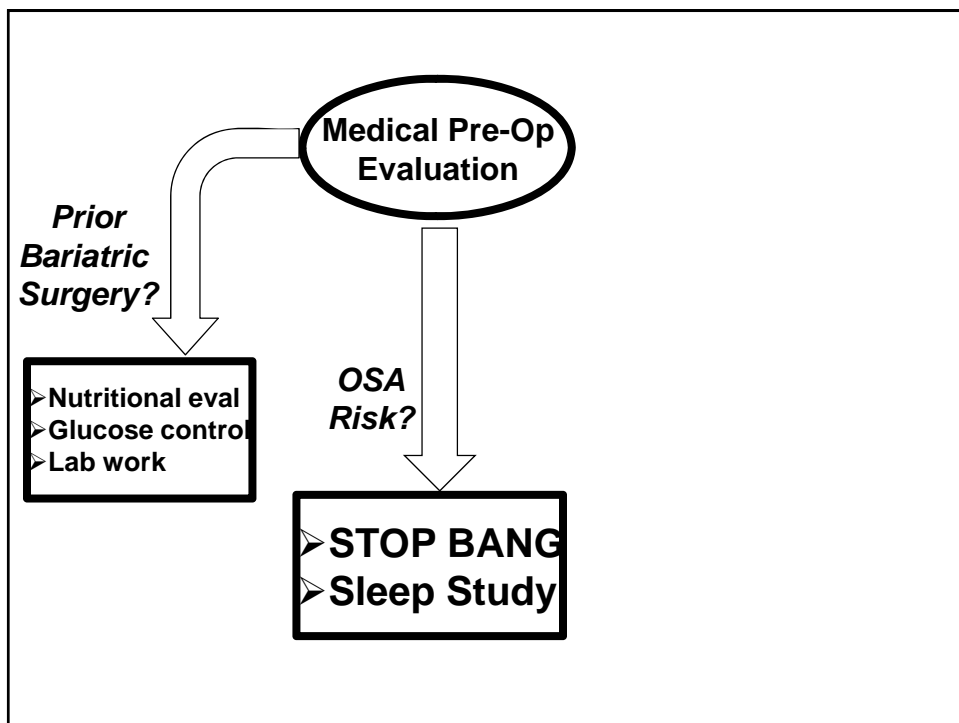 Medical Pre-Op
Evaluation
Prior
Bariatric
Surgery?
➢Nutritional eval
➢Glucose control
➢Lab work
OSA
Risk?
➢STOP BANG
➢Sleep Study